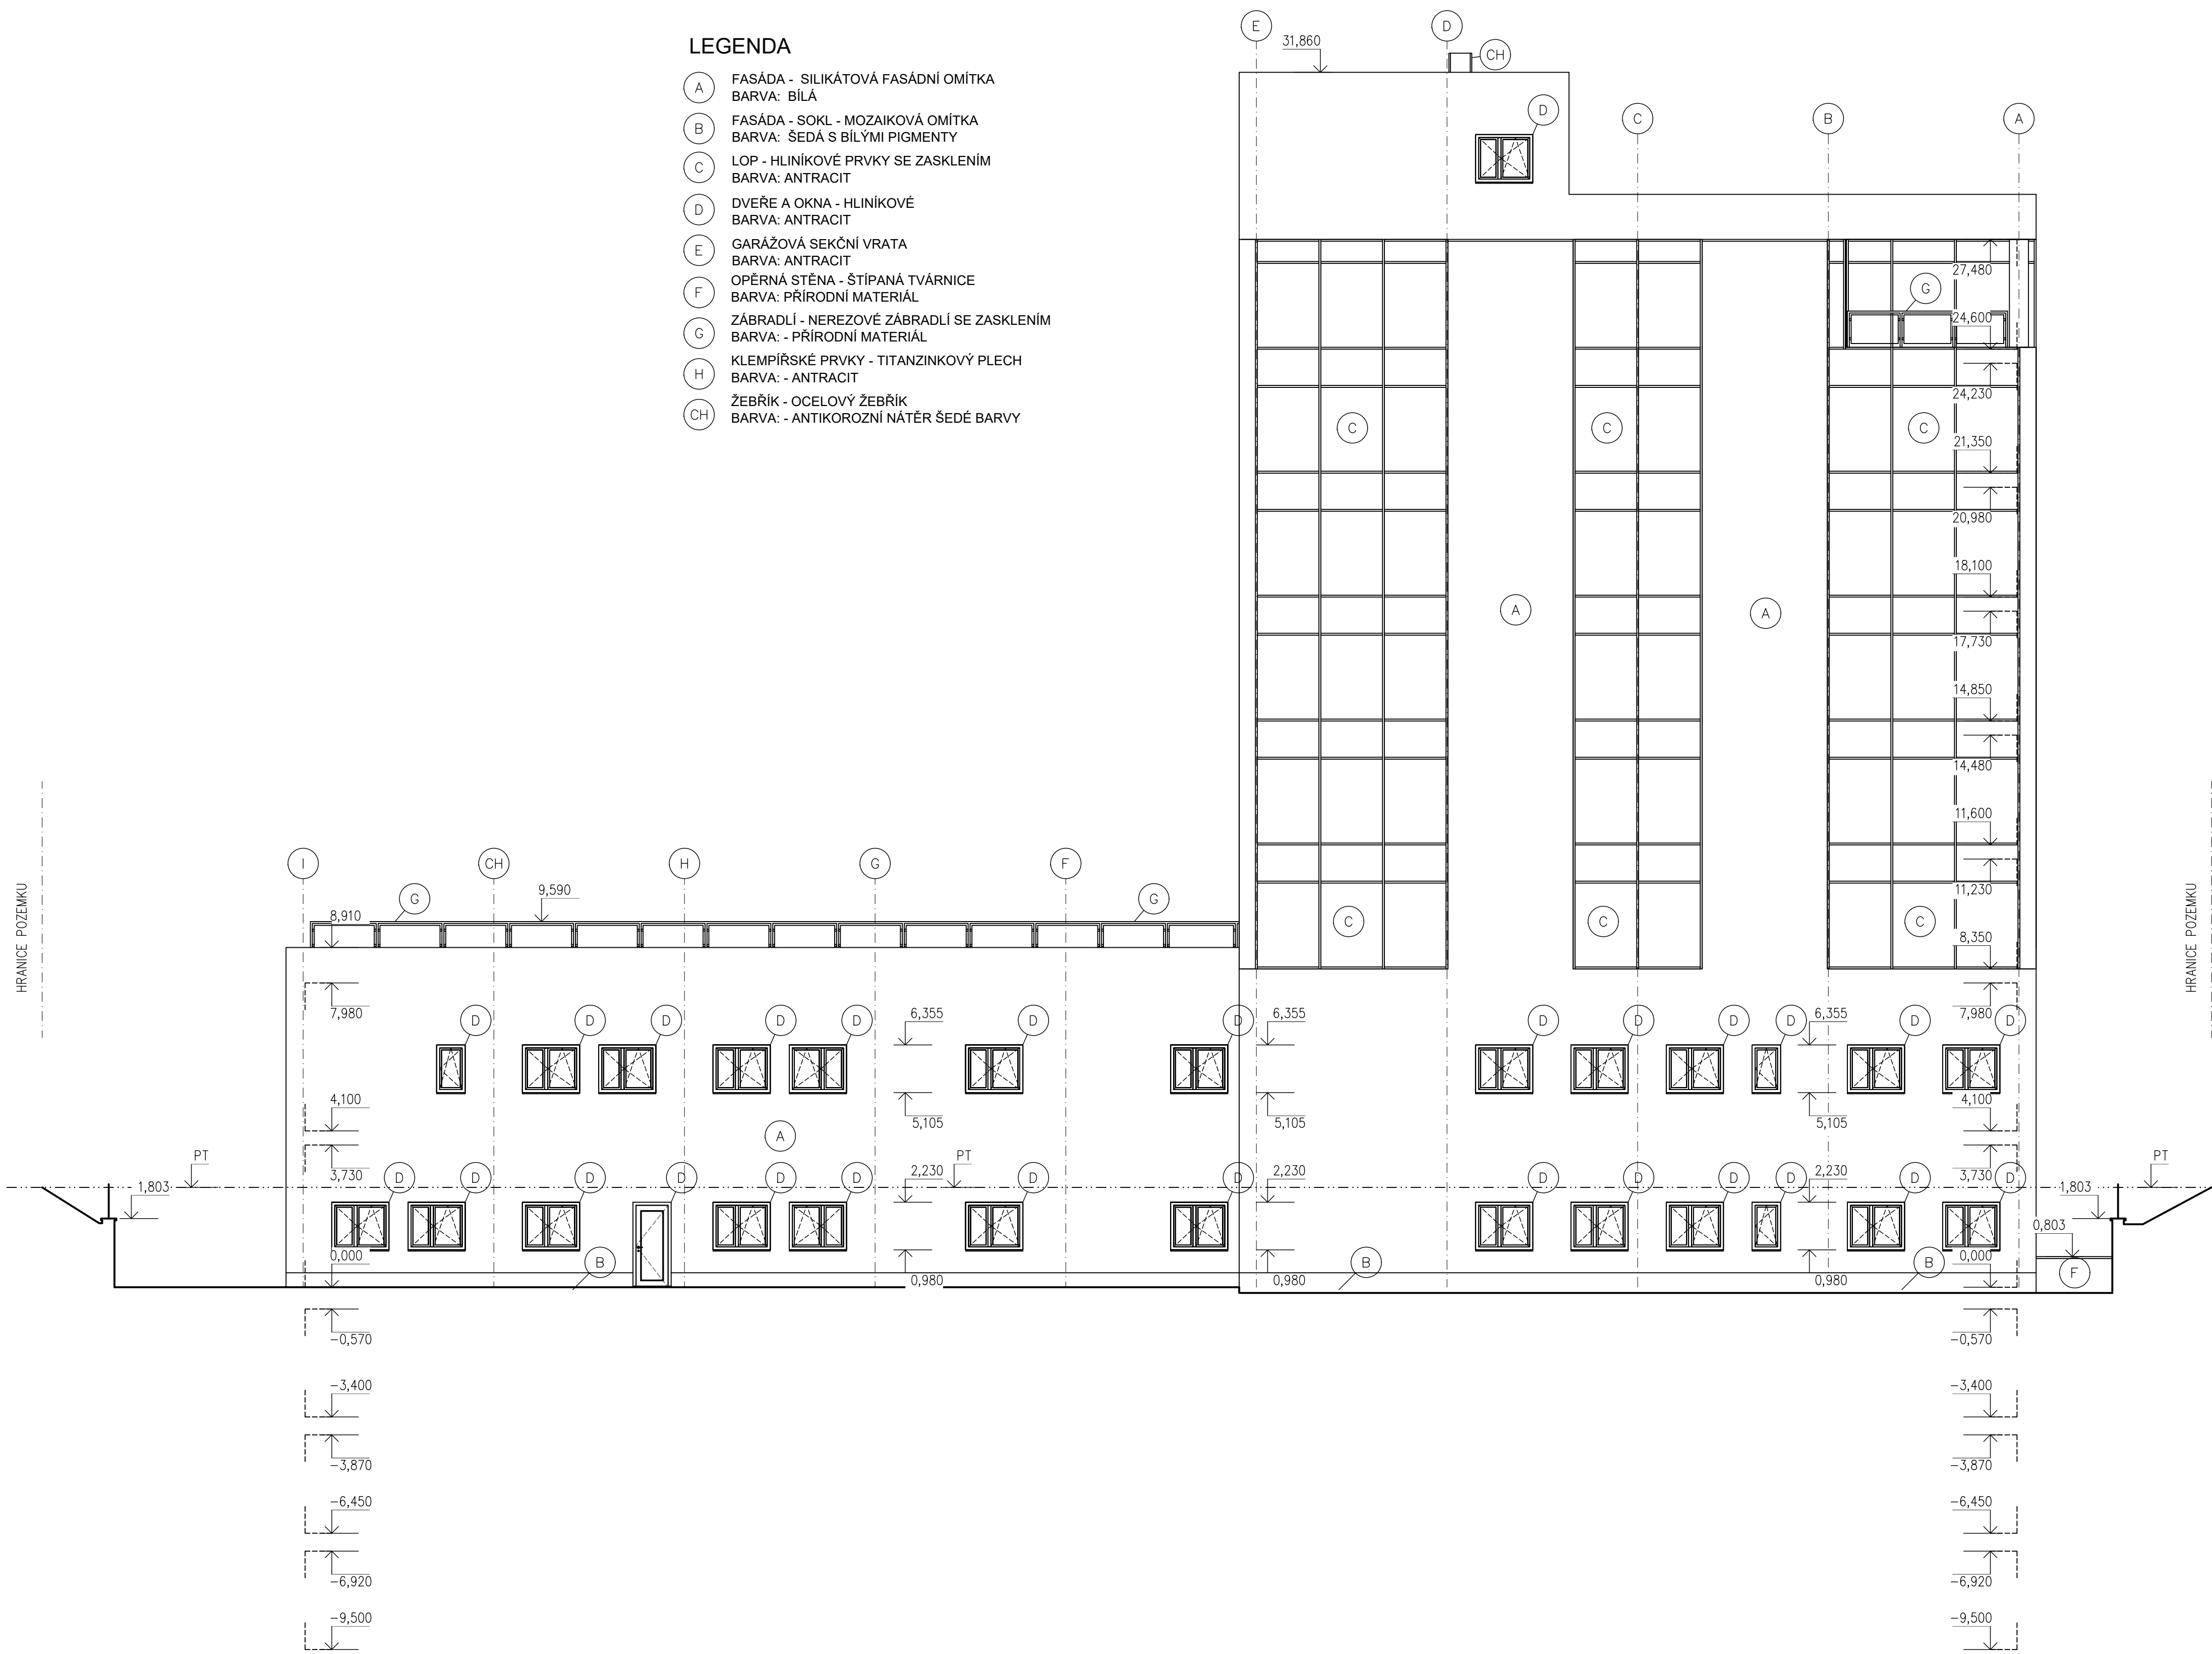 LEGENDA
A FASÁDA - SILIKÁTOVÁ FASÁDNÍ OMÍTKA
BARVA: BÍLÁ
B FASÁDA - SOKL - MOZAIKOVÁ OMÍTKA
BARVA: ŠEDÁ S BÍLÝMI PIGMENTY
C LOP - HLINÍKOVÉ PRVKY SE ZASKLENÍM
BARVA: ANTRACIT
D DVEŘE A OKNA - HLINÍKOVÉ
BARVA: ANTRACIT
E GARÁŽOVÁ SEKČNÍ VRATA
BARVA: ANTRACIT
F OPĚRNÁ STĚNA - ŠTÍPANÁ TVÁRNICE
BARVA: PŘÍRODNÍ MATERIÁL
G ZÁBRADLÍ - NEREZOVÉ ZÁBRADLÍ SE ZASKLENÍM
BARVA: - PŘÍRODNÍ MATERIÁL
H KLEMPÍŘSKÉ PRVKY - TITANZINKOVÝ PLECH
BARVA: - ANTRACIT
CH ŽEBŘÍK - OCELOVÝ ŽEBŘÍK
BARVA: - ANTIKOROZNÍ NÁTĚR ŠEDÉ BARVY
E D
31,860 CH
D
C B A
27,480
G
24,600
24,230
C C C
21,350
20,980
18,100
A A
17,730
14,850
14,480
11,600
I CH H G F
HRANICE POZEMKU
HRANICE POZEMKU
11,230
G 9,590 G
8,910
C C C
8,350
7,980 7,980
D D D D D 6,355 D D 6,355 D D D D 6,355 D D
4,100 4,100
5,105 5,105 5,105
A
PT PT PT
3,730 3,730
D D D D D D 2,230 D D 2,230 D D D D 2,230 D D
1,803 1,803
0,803
0,000 0,000
B B B
F
0,980 0,980 0,980
-0,570 -0,570
-3,400 -3,400
-3,870 -3,870
-6,450 -6,450
-6,920 -6,920
-9,500 -9,500